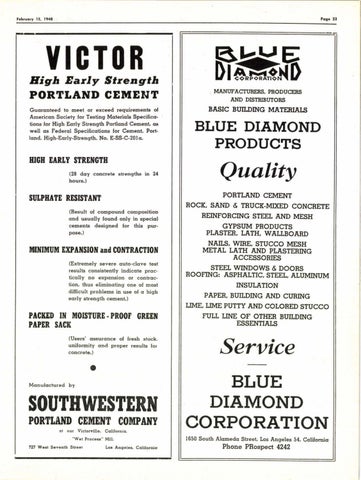 February 15, 1948
Page 23
VICTOR
High Early Strength
PORTLAND CEMENT
Guaranteed to meet or exceed requirements of
American Society for Testing Materials Specifica-
tions for High Early Strength Portland Cement, as
well as Federal Specifications for Cement, Port-
land, High-Early-Strength, No. E-SS-C-201a.
HIGH EARLY STRENGTH
(28 day concrete strengths in 24
hours.)
SULPHATE RESISTANT
(Result of compound composition
and usually found only in special
cements designed for this pur-
pose.)
MINIMUM EXPANSION and CONTRACTION
(Extremely severe auto-clave test
results consistently indicate prac-
tically no expansion or contrac-
tion, thus eliminating one of most
difficult problems in use of a high
early strength cement.)
PACKED IN MOISTURE-PROOF GREEN
PAPER SACK
(Users' assurance of fresh stock,
uniformity and proper results for
concrete.)
Manufactured by
SOUTHWESTERN
PORTLAND CEMENT COMPANY
at our Victorville, California
"Wet Process" Mill.
727 West Seventh Street Los Angeles, California
BLUE
DIAMOND
CORPORATION
MANUFACTURERS, PRODUCERS
AND DISTRIBUTORS
BASIC BUILDING MATERIALS
BLUE DIAMOND
PRODUCTS
Quality
PORTLAND CEMENT
ROCK, SAND & TRUCK-MIXED CONCRETE
REINFORCING STEEL AND MESH
GYPSUM PRODUCTS
PLASTER, LATH, WALLBOARD
NAILS, WIRE, STUCCO MESH
METAL LATH AND PLASTERING
ACCESSORIES
STEEL WINDOWS & DOORS
ROOFING: ASPHALTIC, STEEL, ALUMINUM
INSULATION
PAPER, BUILDING AND CURING
LIME, LIME PUTTY AND COLORED STUCCO
FULL LINE OF OTHER BUILDING
ESSENTIALS
Service
BLUE
DIAMOND
CORPORATION
1650 South Alameda Street, Los Angeles 54, California
Phone PRospect 4242